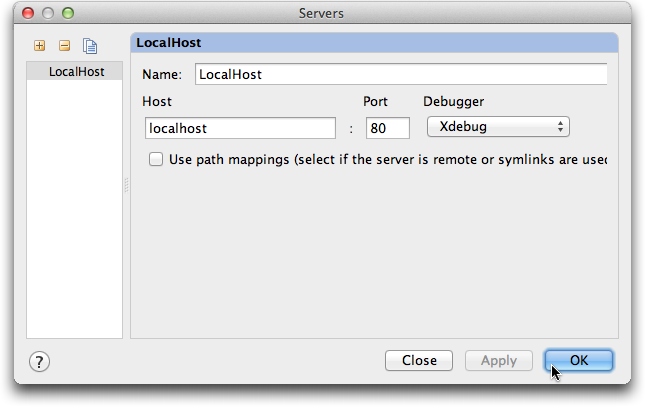 Servers
LocalHost
LocalHost
Name: LocalHost
Host Port Debugger
localhost : 80 Xdebug
Use path mappings (select if the server is remote or symlinks are used
? Close Apply OK